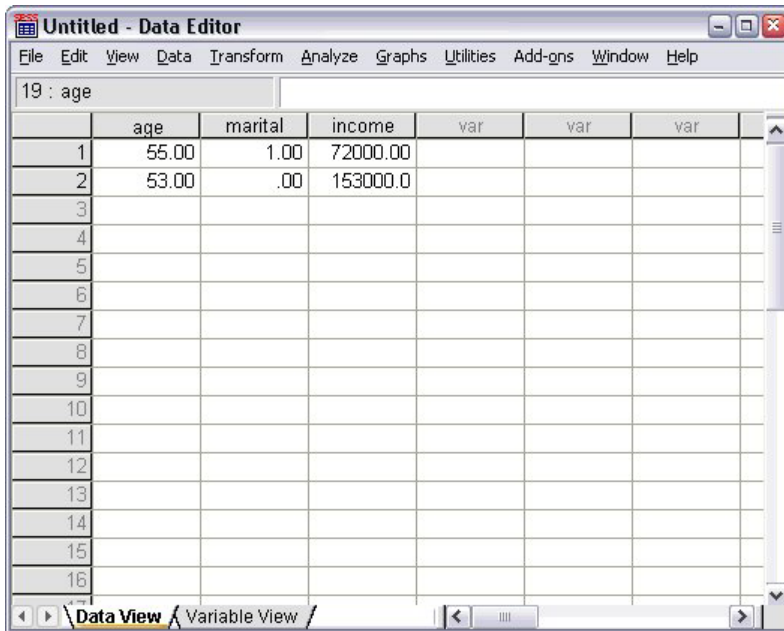 Untitled - Data Editor
File Edit View Data Transform Analyze Graphs Utilities Add-ons Window Help
19 : age
age marital income var var var
1 55.00 1.00 72000.00
2 53.00 .00 153000.0
3
4
5
6
7
8
9
10
11
12
13
14
15
16
Data View Variable View